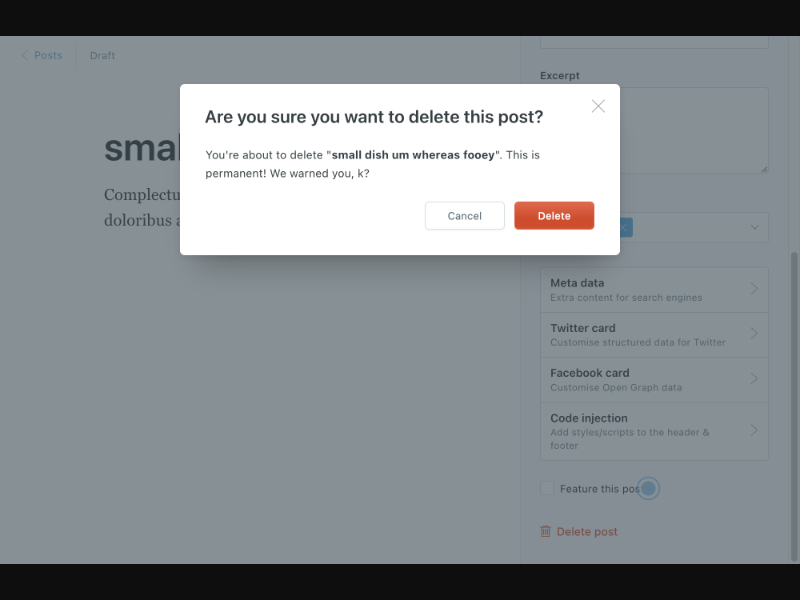 Posts
Draft
Excerpt
Are you sure you want to delete this post?
You're about to delete "small dish um whereas fooey". This is
permanent! We warned you, k?
Cancel
Delete
Complectu
doloribus
Meta data
Extra content for search engines
Twitter card
Customise structured data for Twitter
Facebook card
Customise Open Graph data
Code injection
Add styles/scripts to the header &
footer
Feature this pos
Delete post